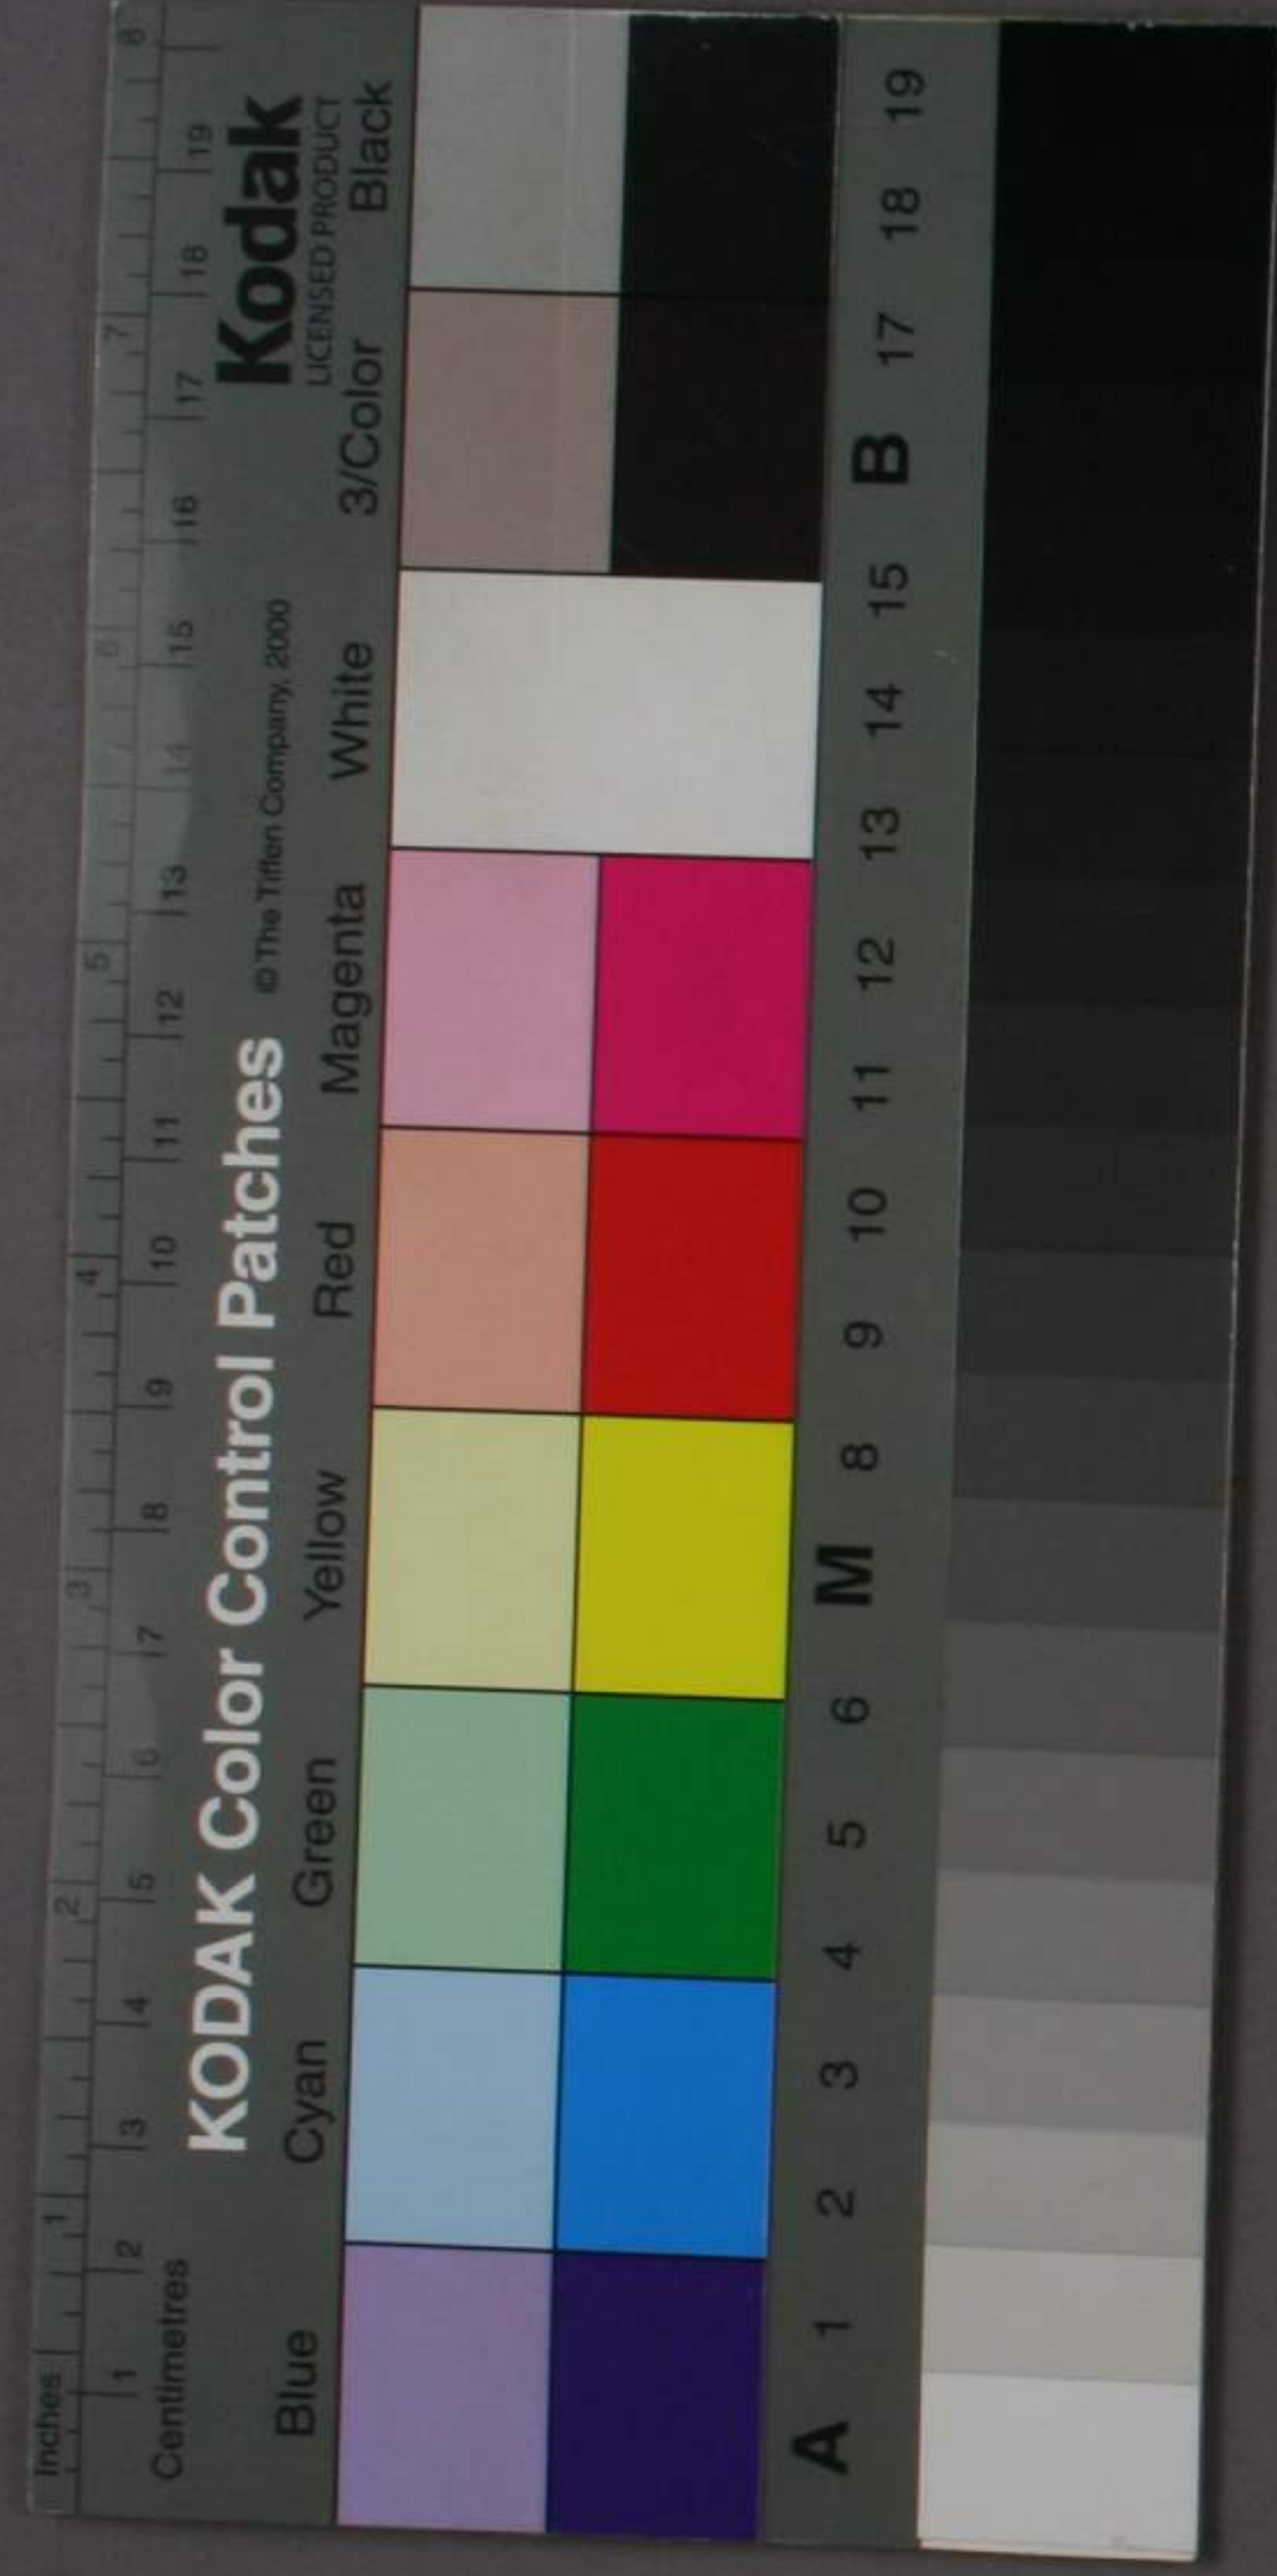 Inches 1 2 3 4 5 6 7 8
1 2 3 4 5 6 7 8 9 10 11 12 13 14 15 16 17 18 19
Centimetres
KODAK Color Control Patches
© The Tiffen Company, 2000
Kodak
LICENSED PRODUCT
Blue Cyan Green Yellow Red Magenta White 3/Color Black
A 1 2 3 4 5 6 M 8 9 10 11 12 13 14 15 B 17 18 19